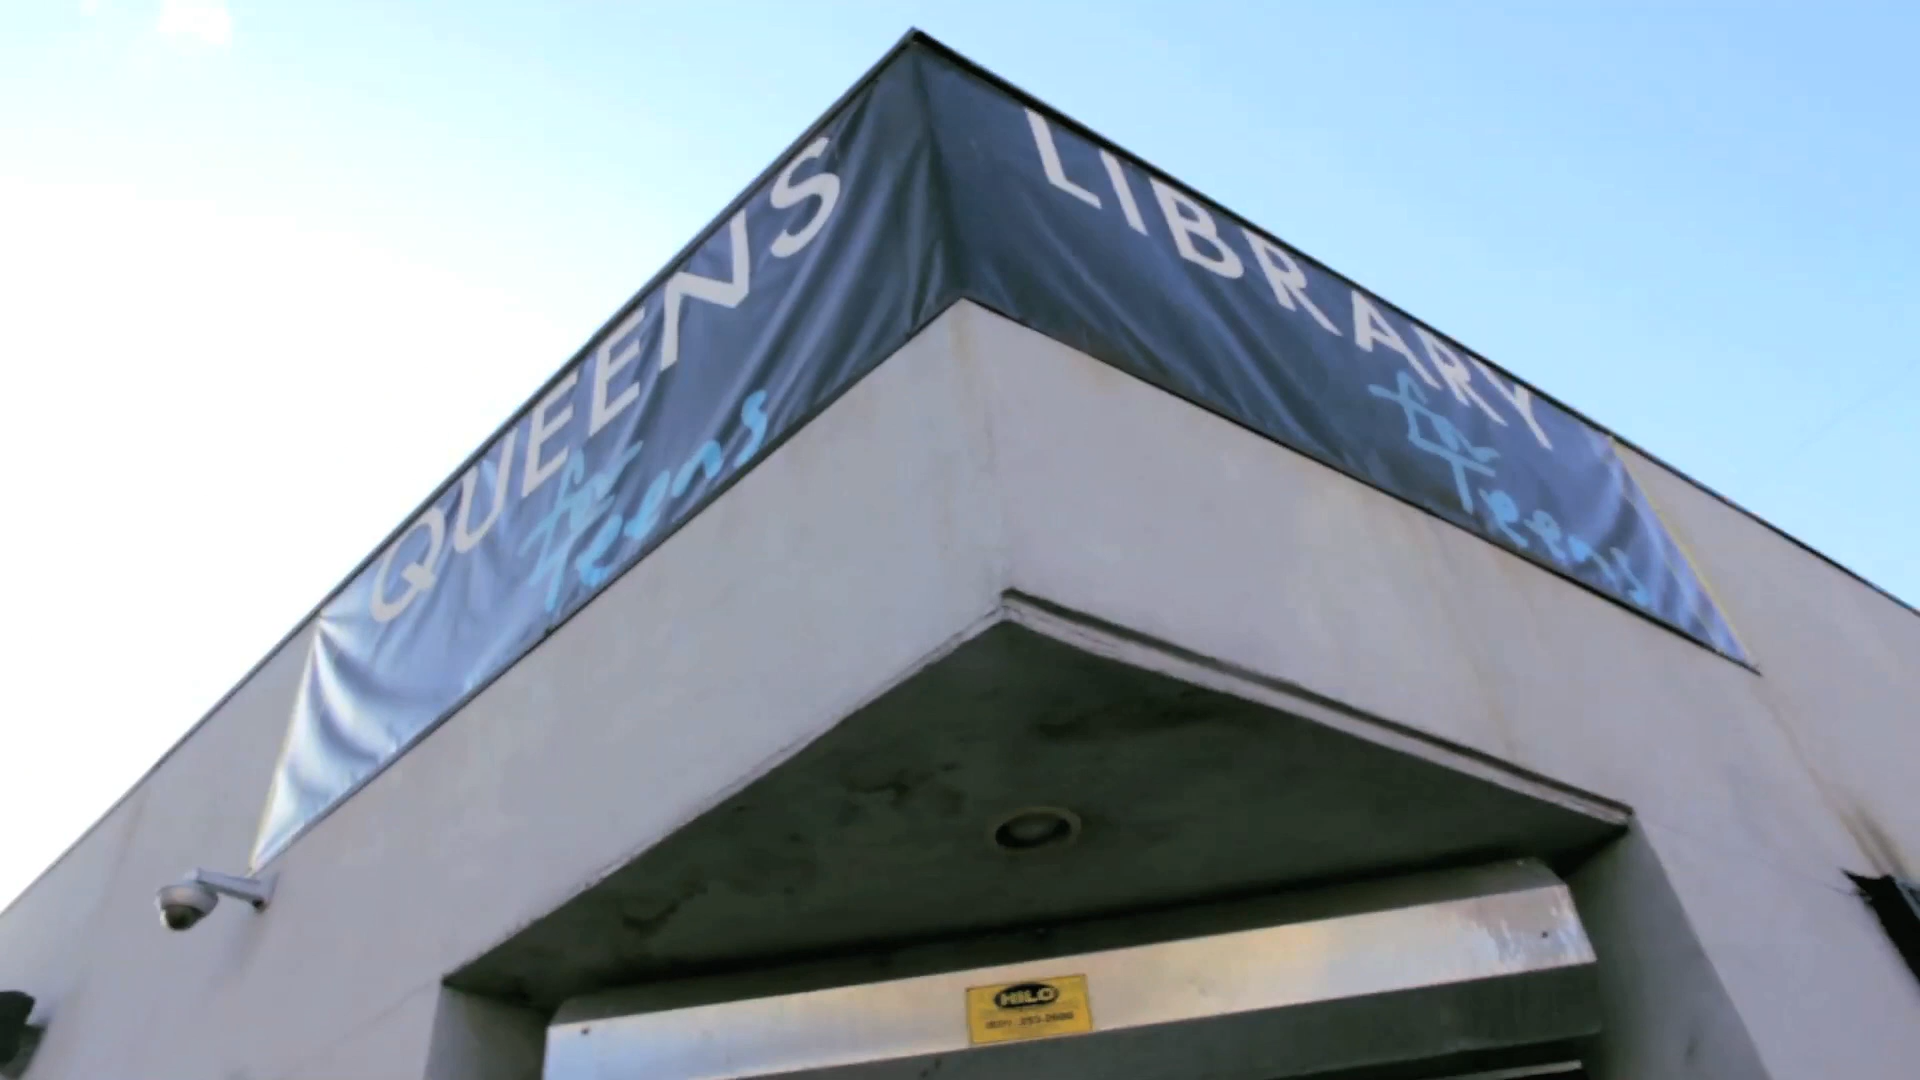 QUEENS
for
Teens
LIBRARY
for
Teens
HILO